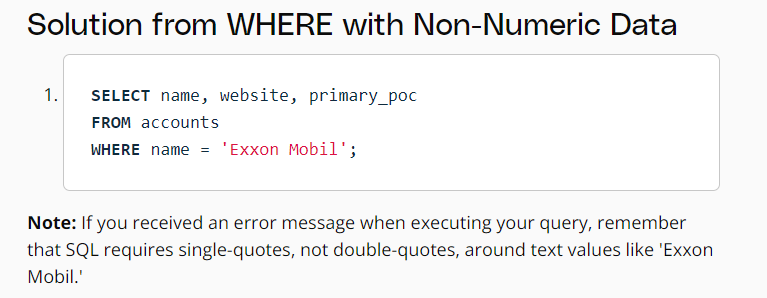 Solution from WHERE with Non-Numeric Data
1. SELECT name, website, primary_poc
FROM accounts
WHERE name = 'Exxon Mobil';
Note: If you received an error message when executing your query, remember
that SQL requires single-quotes, not double-quotes, around text values like 'Exxon
Mobil.'